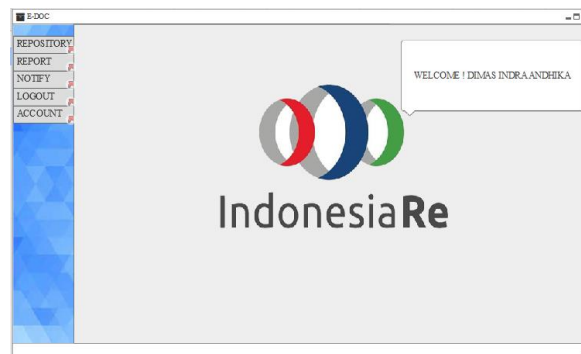 E-DOC
REPOSITORY
REPORT
NOTIFY
LOGOUT
ACCOUNT
WELCOME ! DIMAS INDRA ANDHIKA
IndonesiaRe